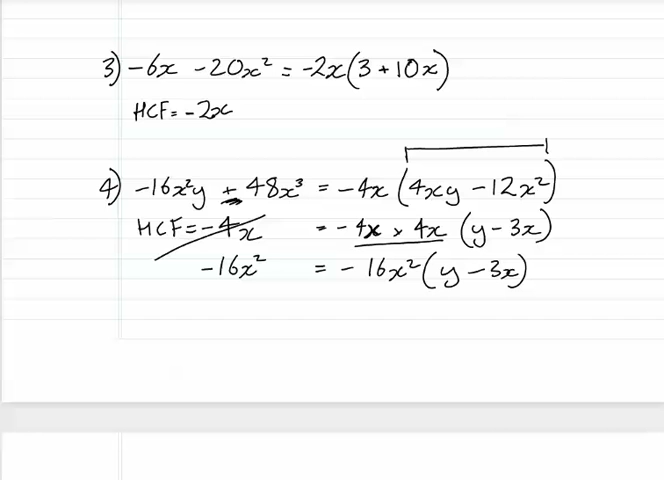 3) -6x - 20x² = -2x(3 + 10x)
HCF = -2x
4) -16x²y + 48x³ = -4x(4xy - 12x²)
HCF = -4x = -4x × 4x (y - 3x)
-16x² = -16x²(y - 3x)